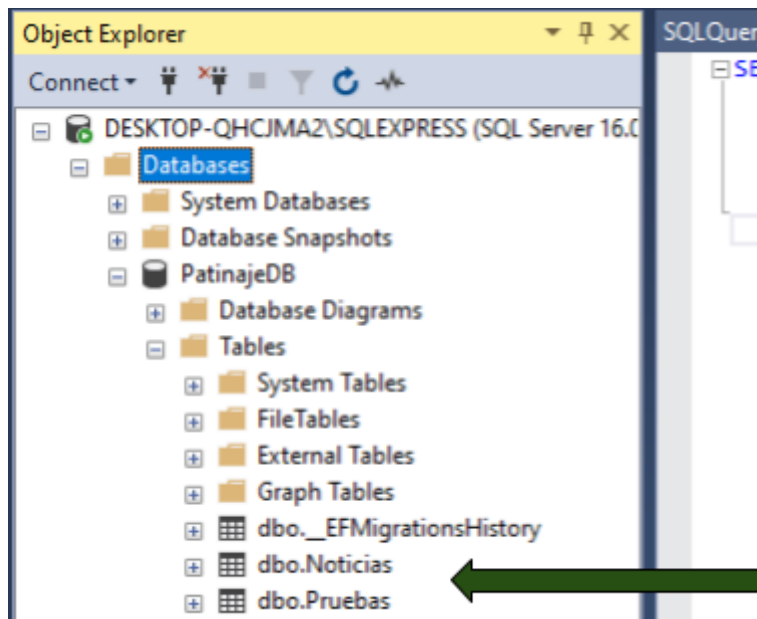 Object Explorer
SQLQuer
Connect
SE
DESKTOP-QHCJMA2\SQLEXPRESS (SQL Server 16.0
Databases
System Databases
Database Snapshots
PatinajeDB
Database Diagrams
Tables
System Tables
FileTables
External Tables
Graph Tables
dbo.__EFMigrationsHistory
dbo.Noticias
dbo.Pruebas